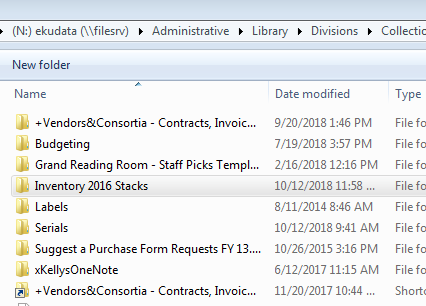 (N:) ekudata (\\filesrv) ▸ Administrative ▸ Library ▸ Divisions ▸ Collectio
New folder
Name Date modified Type
+Vendors&Consortia - Contracts, Invoic... 9/20/2018 1:46 PM File fo
Budgeting 7/19/2018 3:57 PM File fo
Grand Reading Room - Staff Picks Templ... 2/16/2018 12:16 PM File fo
Inventory 2016 Stacks 10/12/2018 11:58 ... File fo
Labels 8/11/2014 8:46 AM File fo
Serials 10/12/2018 9:41 AM File fo
Suggest a Purchase Form Requests FY 13... 10/26/2015 3:16 PM File fo
xKellysOneNote 6/12/2017 11:15 AM File fo
+Vendors&Consortia - Contracts, Invoic... 11/20/2017 10:44 ... Shortc